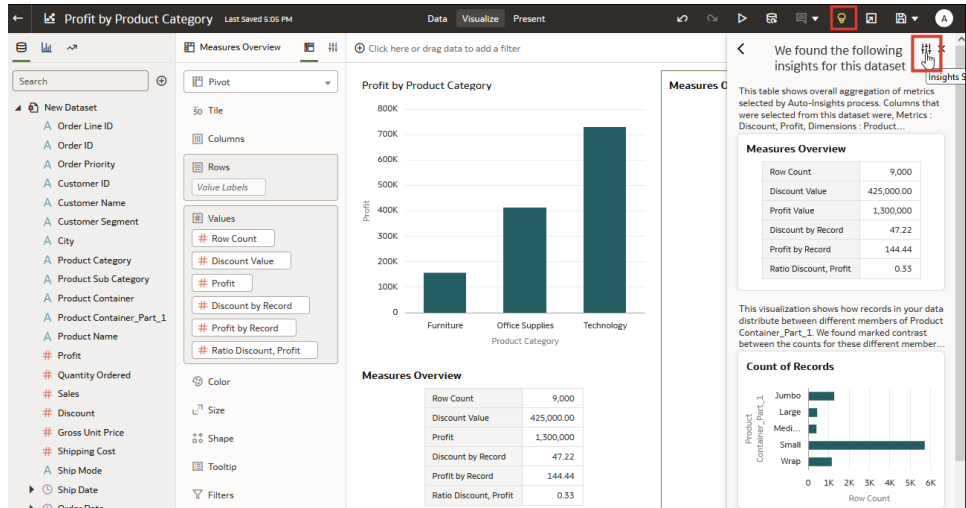 Profit by Product Category Last Saved 5:05 PM
Data Visualize Present
A
Search
New Dataset
A Order Line ID
A Order ID
A Order Priority
A Customer ID
A Customer Name
A Customer Segment
A City
A Product Category
A Product Sub Category
A Product Container
A Product Container_Part_1
A Product Name
# Profit
# Quantity Ordered
# Sales
# Discount
# Gross Unit Price
# Shipping Cost
A Ship Mode
Ship Date
Order Date
Measures Overview
Pivot
50 Tile
Columns
Rows
Value Labels
# Values
# Row Count
# Discount Value
# Profit
# Discount by Record
# Profit by Record
# Ratio Discount, Profit
Color
Size
Shape
Tooltip
Filters
Click here or drag data to add a filter
Profit by Product Category
800K
700K
600K
500K
400K
300K
200K
100K
0
Profit
Furniture Office Supplies Technology
Product Category
Measures Overview
Row Count 9,000
Discount Value 425,000.00
Profit 1,300,000
Discount by Record 47.22
Profit by Record 144.44
Ratio Discount, Profit 0.33
Measures O
We found the following
insights for this dataset
Insights S
This table shows overall aggregation of metrics
selected by Auto-Insights process. Columns that
were selected from this dataset were, Metrics :
Discount, Profit, Dimensions : Product...
Measures Overview
Row Count 9,000
Discount Value 425,000.00
Profit Value 1,300,000
Discount by Record 47.22
Profit by Record 144.44
Ratio Discount, Profit 0.33
This visualization shows how records in your data
distribute between different members of Product
Container_Part_1. We found marked contrast
between the counts for these different member...
Count of Records
Product
Container_Part_1
Jumbo
Large
Medi...
Small
Wrap
0 1K 2K 3K 4K 5K 6K
Row Count